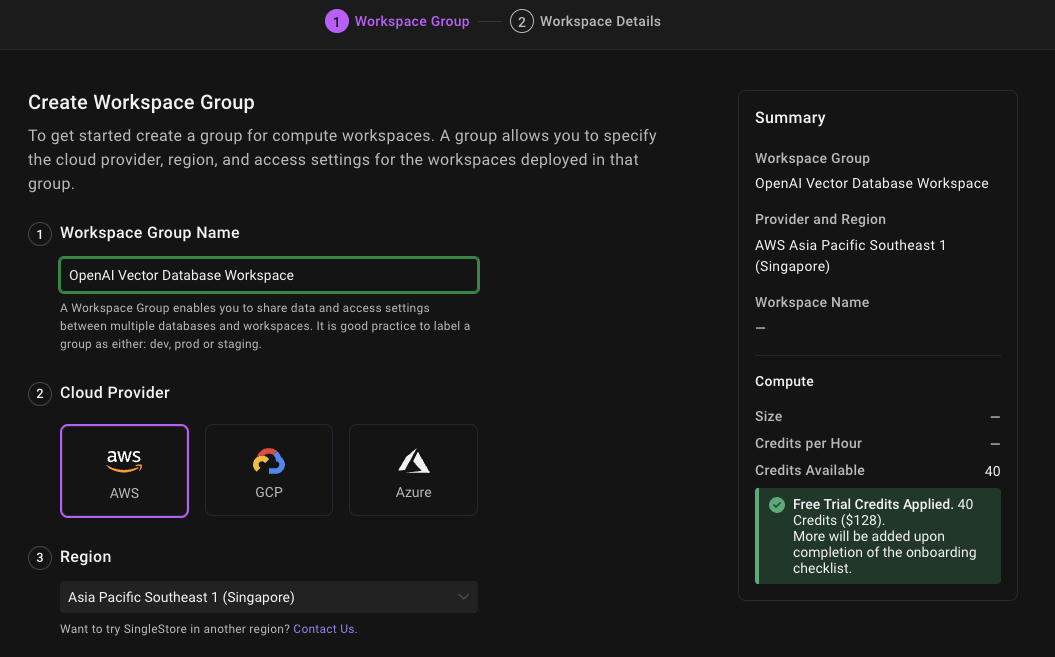 1 Workspace Group
2 Workspace Details
Create Workspace Group
To get started create a group for compute workspaces. A group allows you to specify
the cloud provider, region, and access settings for the workspaces deployed in that
group.
1 Workspace Group Name
OpenAI Vector Database Workspace
A Workspace Group enables you to share data and access settings
between multiple databases and workspaces. It is good practice to label a
group as either: dev, prod or staging.
2 Cloud Provider
aws
AWS
GCP
Azure
3 Region
Asia Pacific Southeast 1 (Singapore)
Want to try SingleStore in another region? Contact Us.
Summary
Workspace Group
OpenAI Vector Database Workspace
Provider and Region
AWS Asia Pacific Southeast 1
(Singapore)
Workspace Name
—
Compute
Size —
Credits per Hour —
Credits Available 40
Free Trial Credits Applied. 40
Credits ($128).
More will be added upon
completion of the onboarding
checklist.